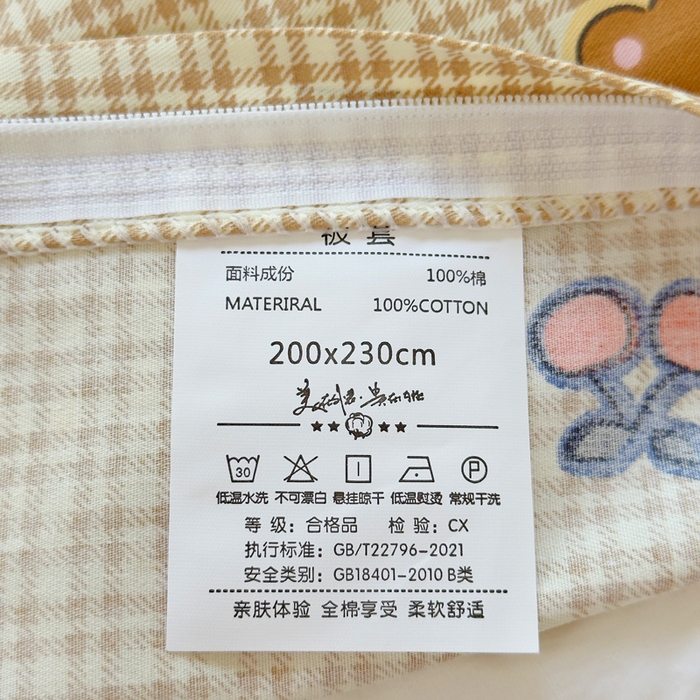 被套
面料成份 100%棉
MATERIRAL 100%COTTON
200x230cm
30 P
低温水洗 不可漂白 悬挂晾干 低温熨烫 常规干洗
等 级: 合格品 检 验: CX
执行标准: GB/T22796-2021
安全类别: GB18401-2010 B类
亲肤体验 全棉享受 柔软舒适